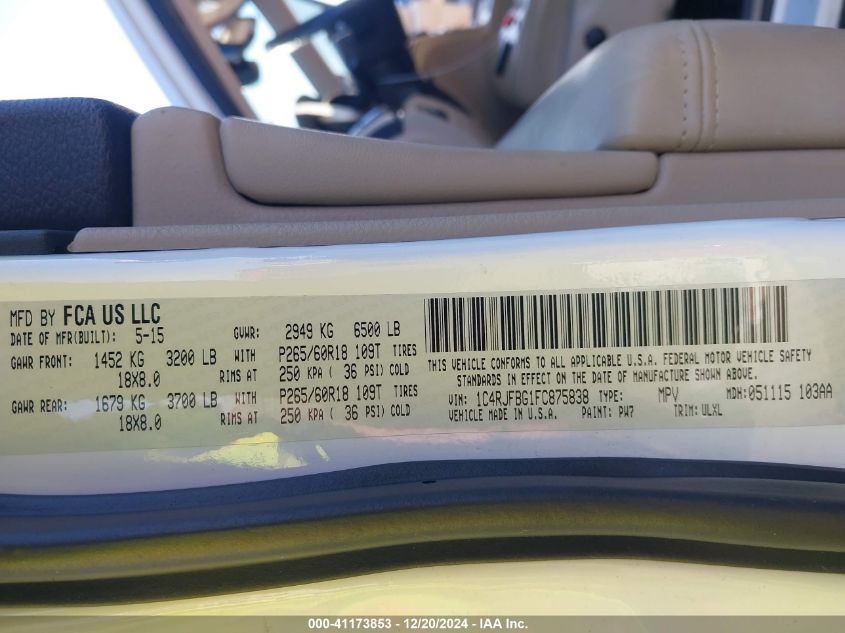 MFD BY FCA US LLC
DATE OF MFR(BUILT): 5-15 GVWR: 2949 KG 6500 LB
GAWR FRONT: 1452 KG 3200 LB WITH P265/60R18 109T TIRES
18X8.0 RIMS AT 250 KPA ( 36 PSI) COLD
GAWR REAR: 1679 KG 3700 LB WITH P265/60R18 109T TIRES
18X8.0 RIMS AT 250 KPA ( 36 PSI) COLD
THIS VEHICLE CONFORMS TO ALL APPLICABLE U.S.A. FEDERAL MOTOR VEHICLE SAFETY
STANDARDS IN EFFECT ON THE DATE OF MANUFACTURE SHOWN ABOVE.
VIN: 1C4RJFBG1FC875838 TYPE: MPV MDH:051115 103AA
VEHICLE MADE IN U.S.A. PAINT: PW7 TRIM: ULXL
000-41173853 - 12/20/2024 - IAA Inc.